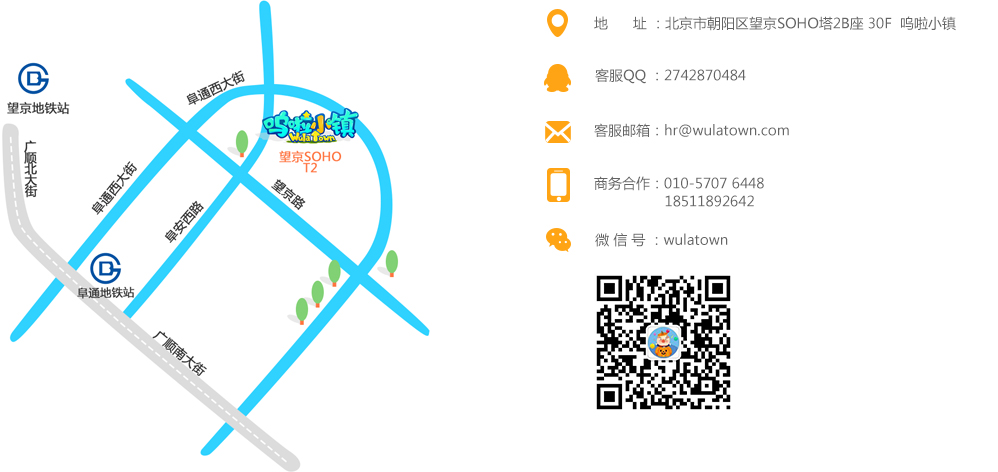 望京地铁站
广顺北大街
阜通西大街
阜通西大街
阜安西路
望京路
呜啦小镇
WulaTown
望京SOHO
T2
阜通地铁站
广顺南大街
地 址 ：北京市朝阳区望京SOHO塔2B座 30F 呜啦小镇
客服QQ ：2742870484
客服邮箱：hr@wulatown.com
商务合作：010-5707 6448
18511892642
微 信 号 ：wulatown